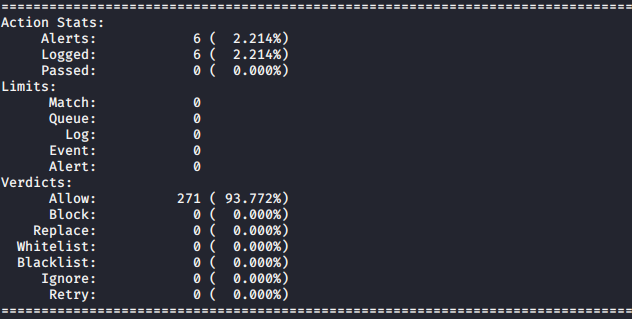 ===============================================================================
Action Stats:
     Alerts:            6 (  2.214%)
     Logged:            6 (  2.214%)
     Passed:            0 (  0.000%)
Limits:
      Match:            0
      Queue:            0
        Log:            0
      Event:            0
      Alert:            0
Verdicts:
      Allow:          271 ( 93.772%)
      Block:            0 (  0.000%)
    Replace:            0 (  0.000%)
  Whitelist:            0 (  0.000%)
  Blacklist:            0 (  0.000%)
     Ignore:            0 (  0.000%)
      Retry:            0 (  0.000%)
===============================================================================